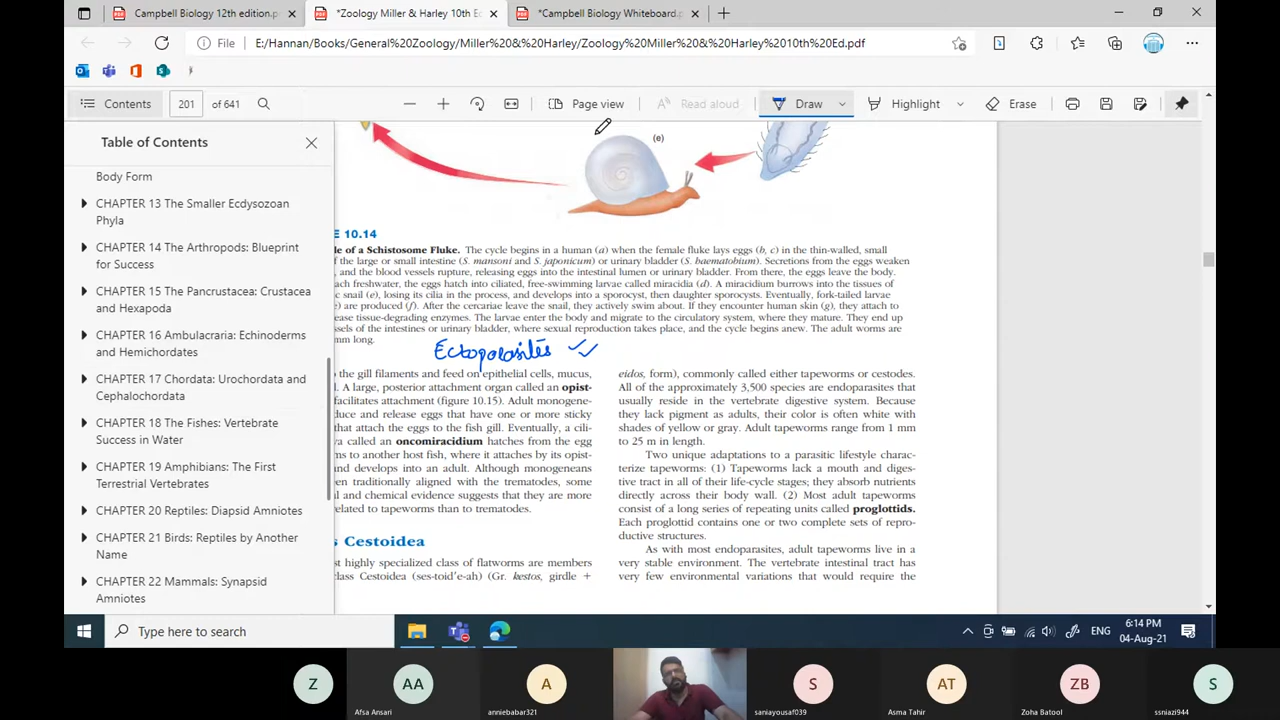 Campbell Biology 12th edition.p
*Zoology Miller & Harley 10th Ec
*Campbell Biology Whiteboard.p
File
E:/Hannan/Books/General%20Zoology/Miller%20&%20Harley/Zoology%20Miller%20&%20Harley%2010th%20Ed.pdf
Contents
201 of 641
Page view
Read aloud
Draw
Highlight
Erase
Table of Contents
Body Form
CHAPTER 13 The Smaller Ecdysozoan
Phyla
CHAPTER 14 The Arthropods: Blueprint
for Success
CHAPTER 15 The Pancrustacea: Crustacea
and Hexapoda
CHAPTER 16 Ambulacraria: Echinoderms
and Hemichordates
CHAPTER 17 Chordata: Urochordata and
Cephalochordata
CHAPTER 18 The Fishes: Vertebrate
Success in Water
CHAPTER 19 Amphibians: The First
Terrestrial Vertebrates
CHAPTER 20 Reptiles: Diapsid Amniotes
CHAPTER 21 Birds: Reptiles by Another
Name
CHAPTER 22 Mammals: Synapsid
Amniotes
(e)
E 10.14
le of a Schistosome Fluke. The cycle begins in a human (a) when the female fluke lays eggs (b, c) in the thin-walled, small
of the large or small intestine (S. mansoni and S. japonicum) or urinary bladder (S. haematobium). Secretions from the eggs weaken
, and the blood vessels rupture, releasing eggs into the intestinal lumen or urinary bladder. From there, the eggs leave the body.
ach freshwater, the eggs hatch into ciliated, free-swimming larvae called miracidia (d). A miracidium burrows into the tissues of
ic snail (e), losing its cilia in the process, and develops into a sporocyst, then daughter sporocysts. Eventually, fork-tailed larvae
e) are produced (f). After the cercariae leave the snail, they actively swim about. If they encounter human skin (g), they attach to
ease tissue-degrading enzymes. The larvae enter the body and migrate to the circulatory system, where they mature. They end up
ssels of the intestines or urinary bladder, where sexual reproduction takes place, and the cycle begins anew. The adult worms are
mm long.
Ectoparasites
o the gill filaments and feed on epithelial cells, mucus,
. A large, posterior attachment organ called an opist-
facilitates attachment (figure 10.15). Adult monogene-
duce and release eggs that have one or more sticky
that attach the eggs to the fish gill. Eventually, a cili-
va called an oncomiracidium hatches from the egg
ms to another host fish, where it attaches by its opist-
and develops into an adult. Although monogeneans
en traditionally aligned with the trematodes, some
l and chemical evidence suggests that they are more
related to tapeworms than to trematodes.
s Cestoidea
st highly specialized class of flatworms are members
class Cestoidea (ses-toid'e-ah) (Gr. kestos, girdle +
eidos, form), commonly called either tapeworms or cestodes.
All of the approximately 3,500 species are endoparasites that
usually reside in the vertebrate digestive system. Because
they lack pigment as adults, their color is often white with
shades of yellow or gray. Adult tapeworms range from 1 mm
to 25 m in length.
Two unique adaptations to a parasitic lifestyle charac-
terize tapeworms: (1) Tapeworms lack a mouth and diges-
tive tract in all of their life-cycle stages; they absorb nutrients
directly across their body wall. (2) Most adult tapeworms
consist of a long series of repeating units called proglottids.
Each proglottid contains one or two complete sets of repro-
ductive structures.
As with most endoparasites, adult tapeworms live in a
very stable environment. The vertebrate intestinal tract has
very few environmental variations that would require the
Type here to search
ENG
6:14 PM
04-Aug-21
Z
AA
A
S
AT
ZB
S
Afsa Ansari
anniebabar321
saniayousaf039
Asma Tahir
Zoha Batool
ssniazi944